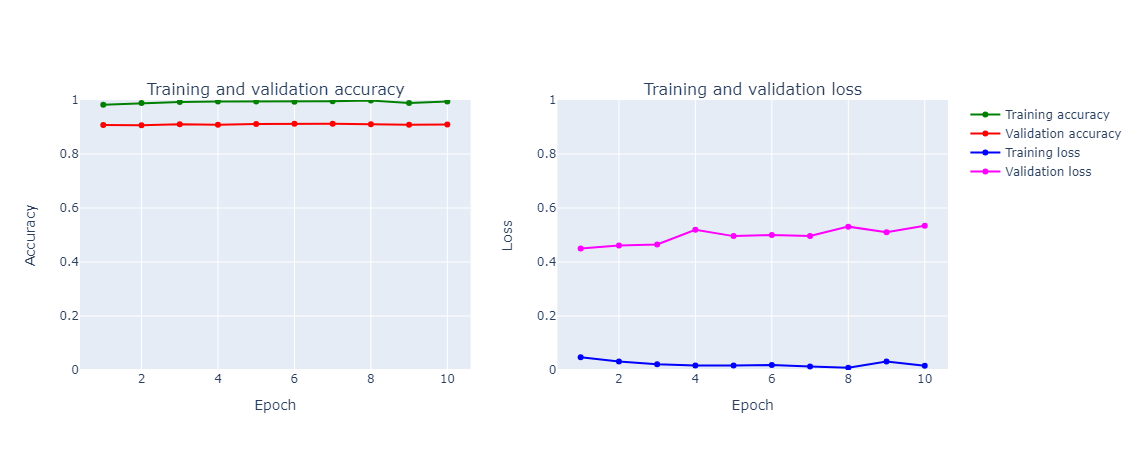 Training and validation accuracy
Training and validation loss
1
0.8
0.6
0.4
0.2
0
2
4
6
8
10
Epoch
Accuracy
1
0.8
0.6
0.4
0.2
0
2
4
6
8
10
Epoch
Loss
Training accuracy
Validation accuracy
Training loss
Validation loss